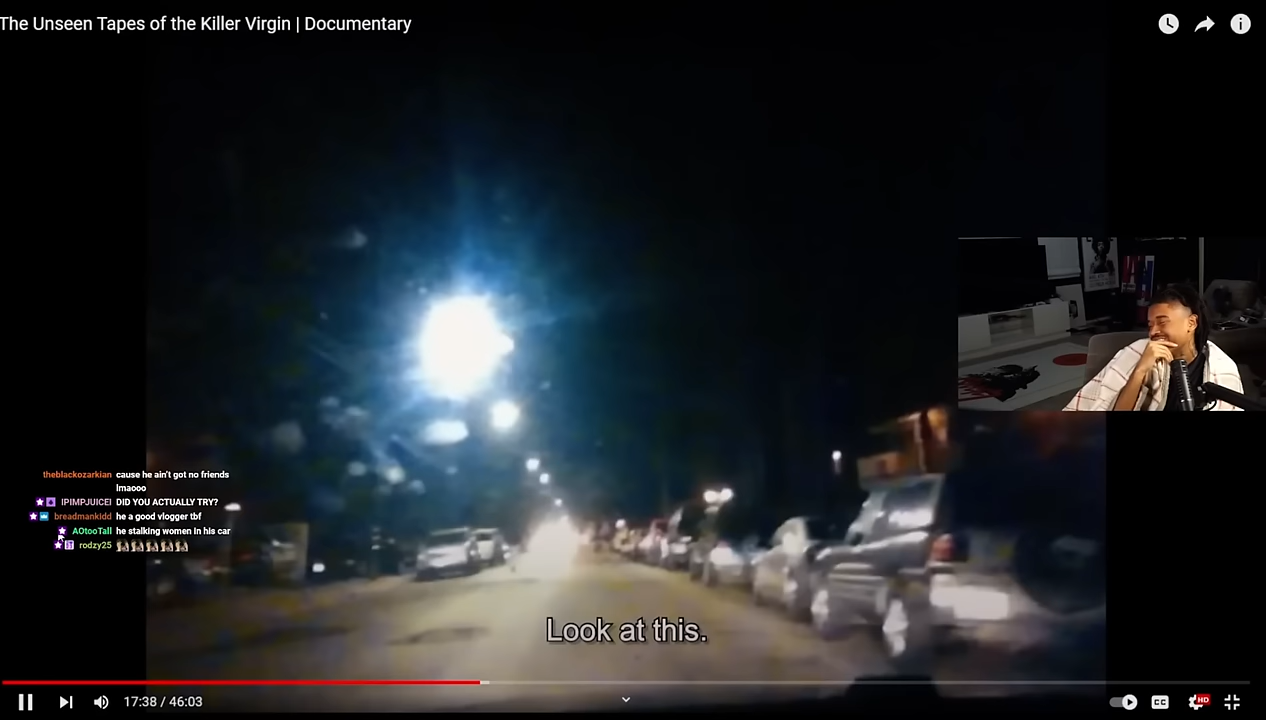 The Unseen Tapes of the Killer Virgin | Documentary
theblackozarkian cause he ain't got no friends
lmaooo
IPIMPJUICEI DID YOU ACTUALLY TRY?
breadmankidd he a good vlogger tbf
AOtooTall he stalking women in his car
rodzy25
Look at this.
17:38 / 46:03
CC
HD